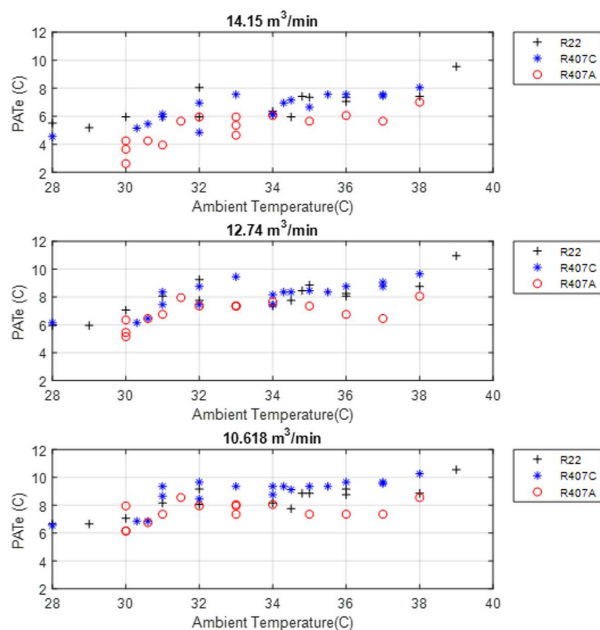 14.15 m³/min
12
10
8
6
4
2
PATe (C)
28 30 32 34 36 38 40
Ambient Temperature(C)
R22
R407C
R407A
12.74 m³/min
12
10
8
6
4
2
PATe (C)
28 30 32 34 36 38 40
Ambient Temperature(C)
R22
R407C
R407A
10.618 m³/min
12
10
8
6
4
2
PATe (C)
28 30 32 34 36 38 40
Ambient Temperature(C)
R22
R407C
R407A